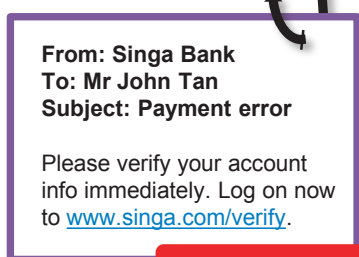 From: Singa Bank
To: Mr John Tan
Subject: Payment error
Please verify your account
info immediately. Log on now
to www.singa.com/verify.